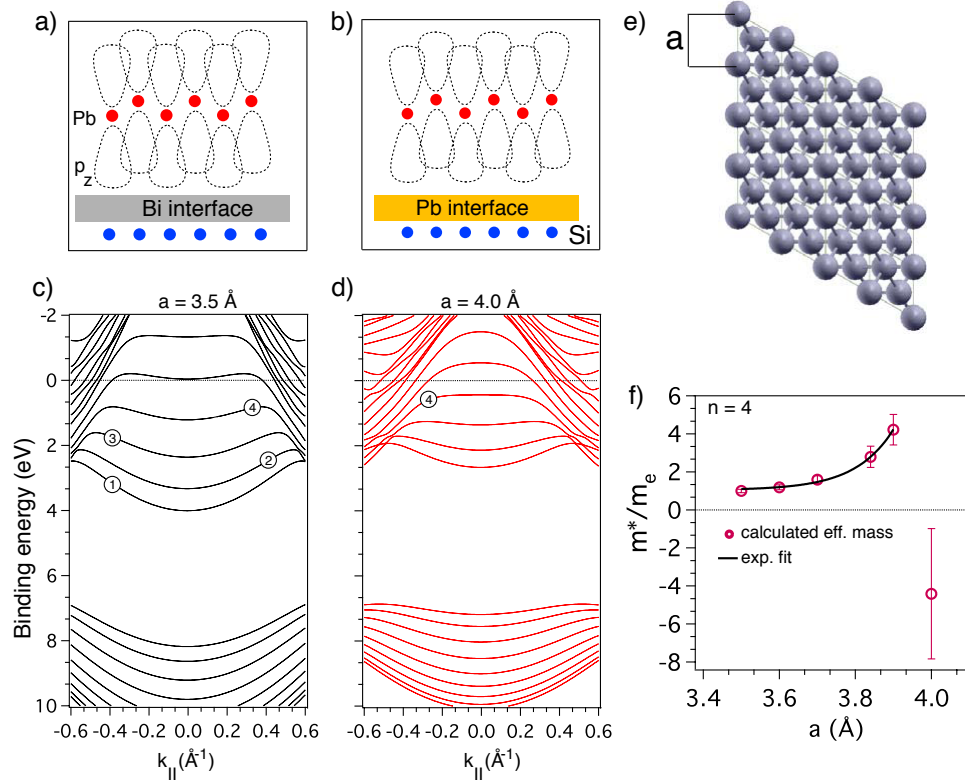 a)
Pb
p_z
Bi interface
b)
Pb interface
Si
e)
a
c)
a = 3.5 Å
-2
0
2
4
6
8
10
Binding energy (eV)
4
3
2
1
-0.6 -0.4 -0.2 0.0 0.2 0.4 0.6
k_||(Å⁻¹)
d)
a = 4.0 Å
4
-0.6 -0.4 -0.2 0.0 0.2 0.4 0.6
k_||(Å⁻¹)
f)
n = 4
6
4
2
0
-2
-4
-6
-8
m*/m_e
calculated eff. mass
exp. fit
3.4 3.6 3.8 4.0
a (Å)